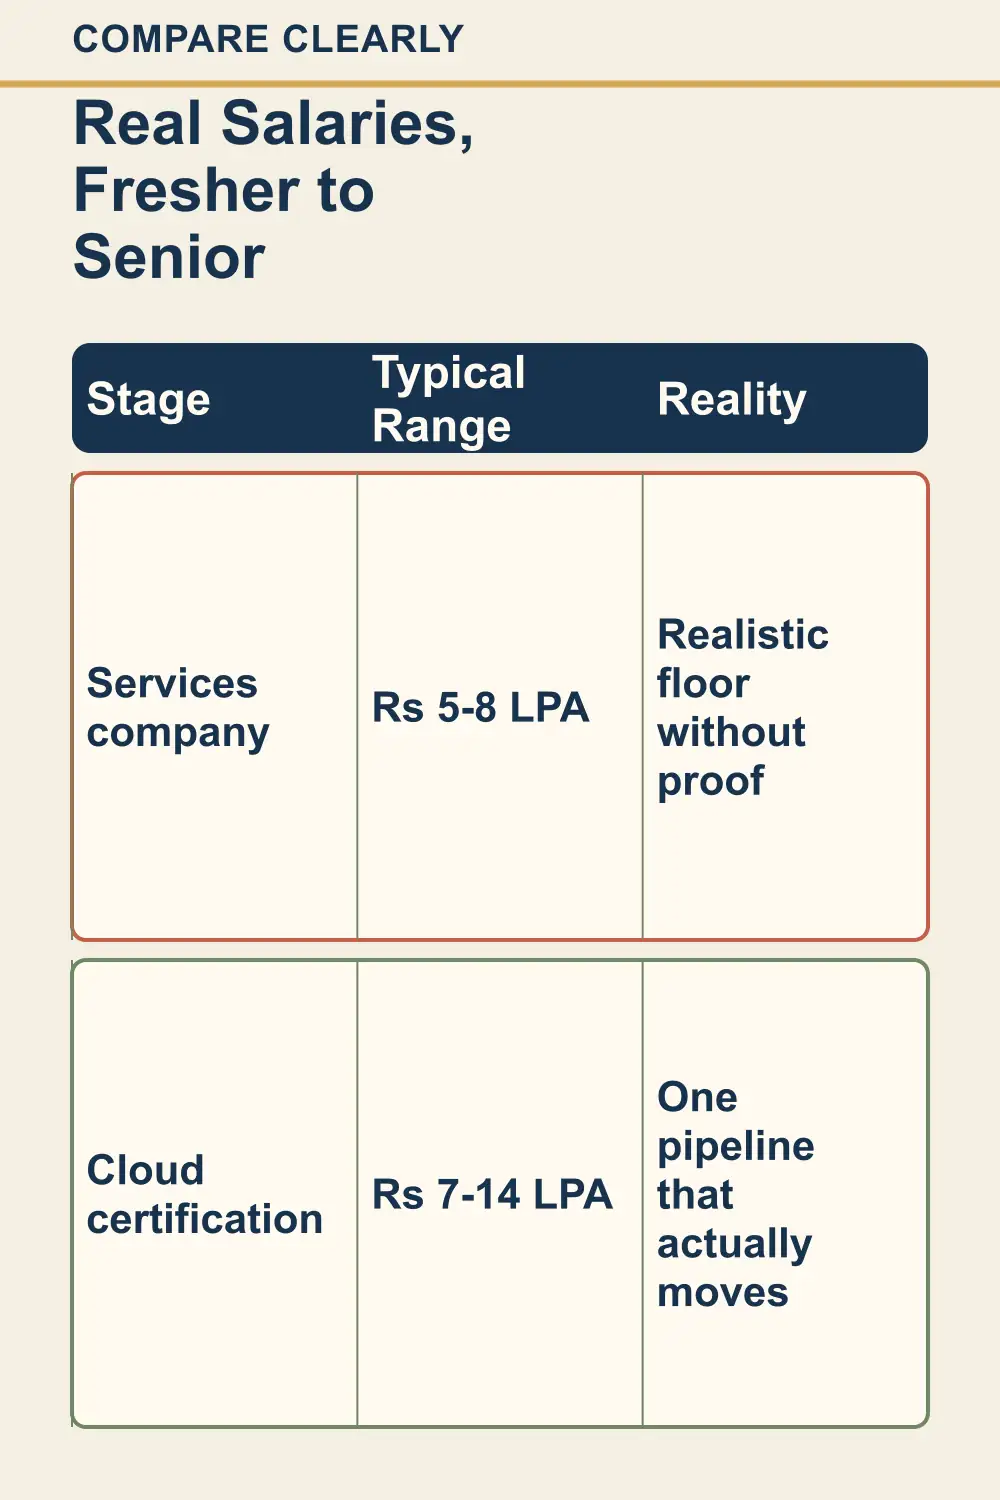 COMPARE CLEARLY
Real Salaries,
Fresher to
Senior
Stage
Typical
Range
Reality
Services
company
Rs 5-8 LPA
Realistic
floor
without
proof
Cloud
certification
Rs 7-14 LPA
One
pipeline
that
actually
moves